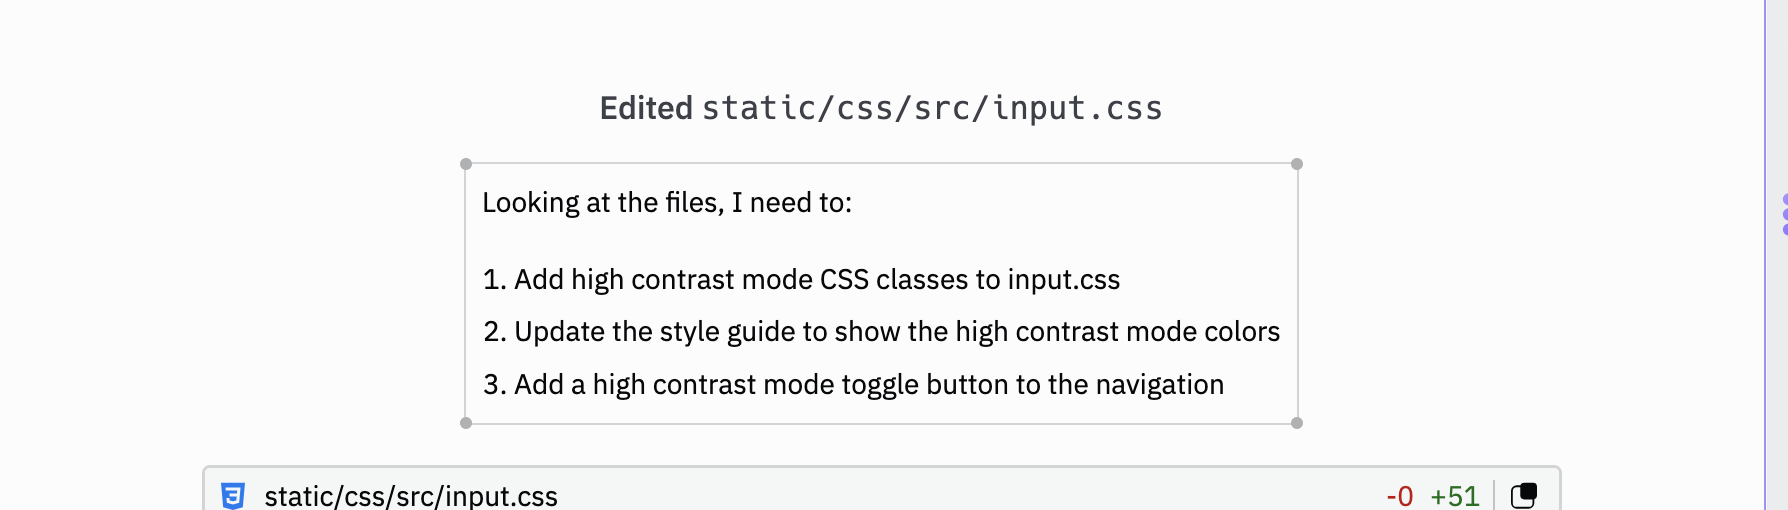 Edited static/css/src/input.css
Looking at the files, I need to:
1. Add high contrast mode CSS classes to input.css
2. Update the style guide to show the high contrast mode colors
3. Add a high contrast mode toggle button to the navigation
static/css/src/input.css -0 +51